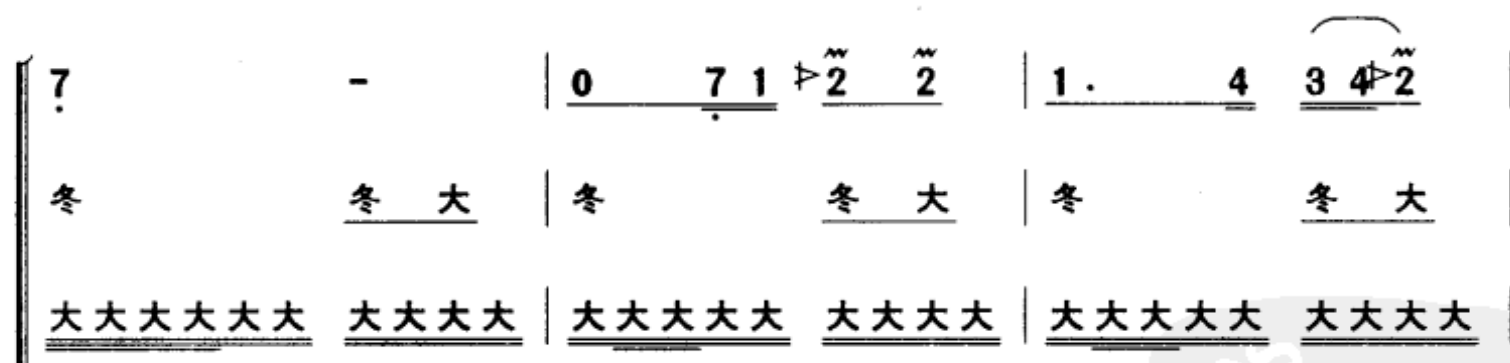 7 - | 0 7 1 2 2 | 1 . 4 3 4 2 |
冬 冬 大 | 冬 冬 大 | 冬 冬 大 |
大 大 大 大 大 大 大 大 大 大 | 大 大 大 大 大 大 大 大 大 | 大 大 大 大 大 大 大 大 大 |